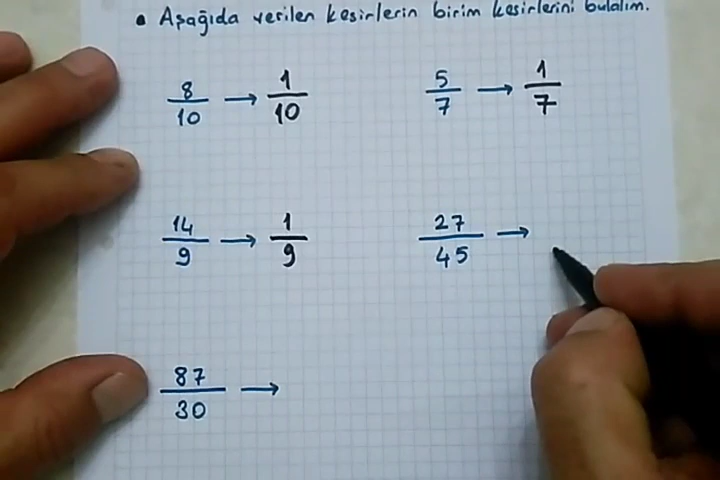 • Aşağıda verilen kesirlerin birim kesirlerini bulalım.
8/10 → 1/10 5/7 → 1/7
14/9 → 1/9 27/45 →
87/30 →